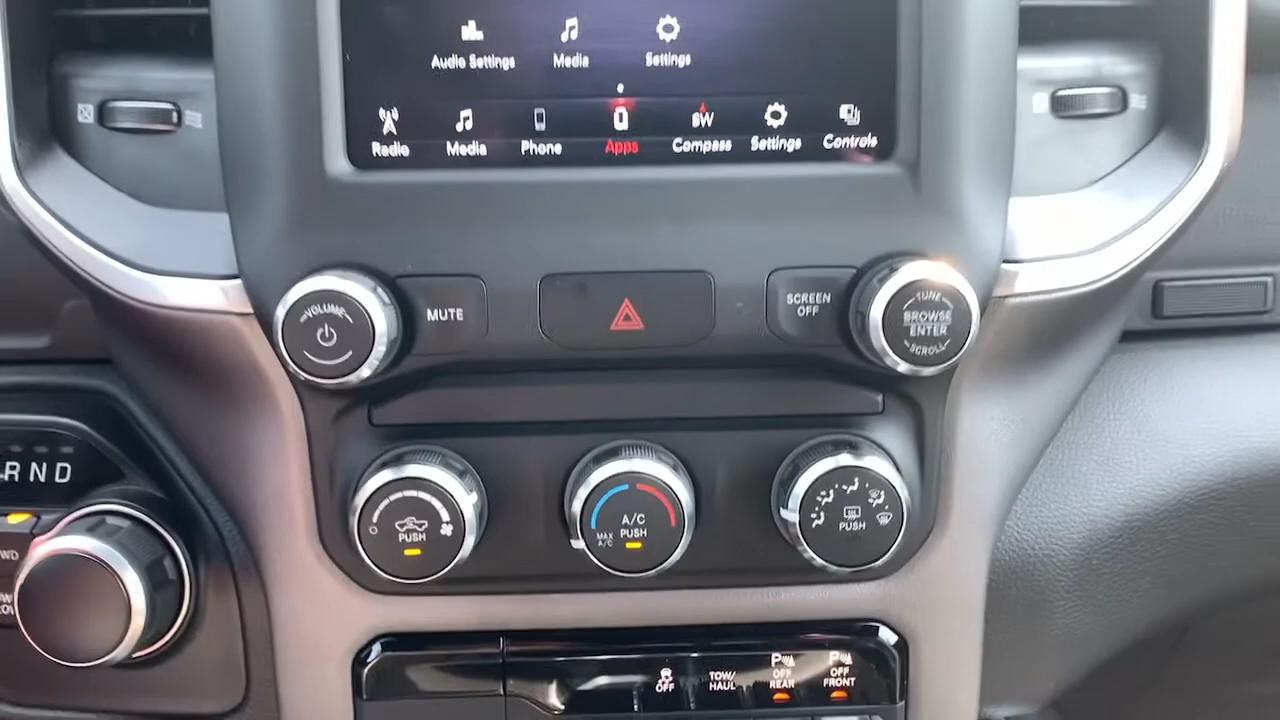 Audio Settings
Media
Settings
Radio
Media
Phone
Apps
SW
Compass
Settings
Controls
VOLUME
MUTE
SCREEN
OFF
TUNE
BROWSE
ENTER
SCROLL
R N D
PUSH
A/C
PUSH
MAX
A/C
PUSH
WD
OFF
TOW/
HAUL
P
OFF
REAR
P
OFF
FRONT